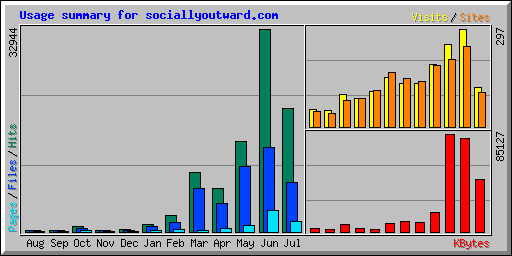 Usage summary for sociallyoutward.com
Visits / Sites
32944
297
Pages / Files / Hits
85127
Aug Sep Oct Nov Dec Jan Feb Mar Apr May Jun Jul
KBytes